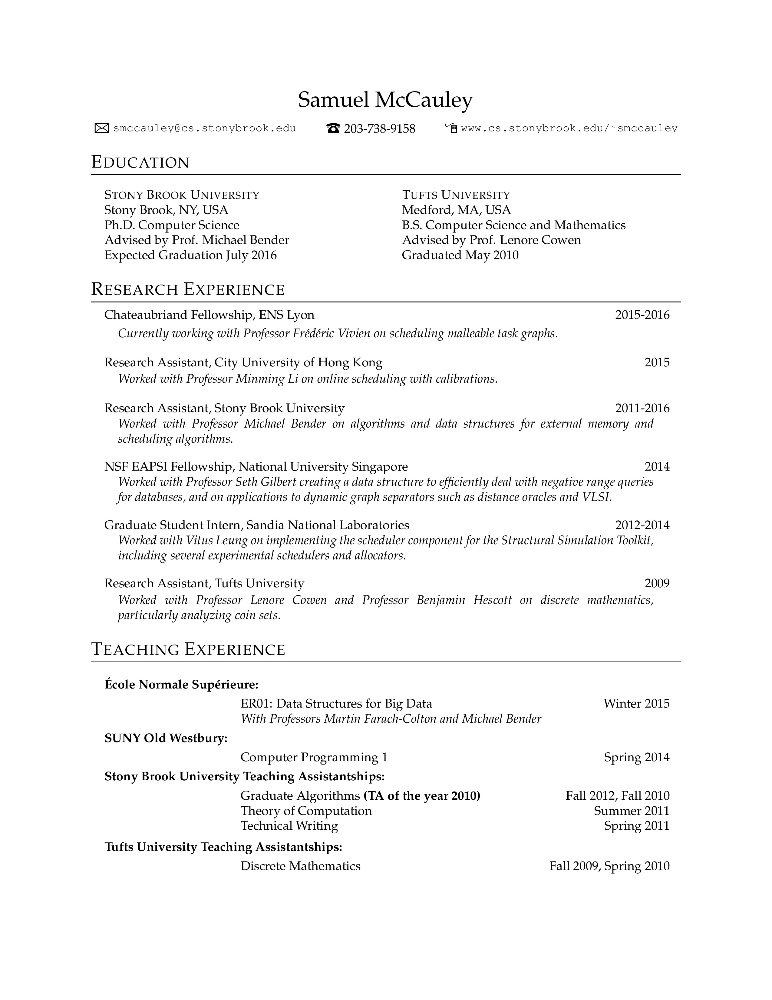 Samuel McCauley
smccauley@cs.stonybrook.edu 203-738-9158 www.cs.stonybrook.edu/~smccauley
EDUCATION
STONY BROOK UNIVERSITY
Stony Brook, NY, USA
Ph.D. Computer Science
Advised by Prof. Michael Bender
Expected Graduation July 2016
TUFTS UNIVERSITY
Medford, MA, USA
B.S. Computer Science and Mathematics
Advised by Prof. Lenore Cowen
Graduated May 2010
RESEARCH EXPERIENCE
Chateaubriand Fellowship, ENS Lyon 2015-2016
Currently working with Professor Frédéric Vivien on scheduling malleable task graphs.
Research Assistant, City University of Hong Kong 2015
Worked with Professor Minming Li on online scheduling with calibrations.
Research Assistant, Stony Brook University 2011-2016
Worked with Professor Michael Bender on algorithms and data structures for external memory and
scheduling algorithms.
NSF EAPSI Fellowship, National University Singapore 2014
Worked with Professor Seth Gilbert creating a data structure to efficiently deal with negative range queries
for databases, and on applications to dynamic graph separators such as distance oracles and VLSI.
Graduate Student Intern, Sandia National Laboratories 2012-2014
Worked with Vitus Leung on implementing the scheduler component for the Structural Simulation Toolkit,
including several experimental schedulers and allocators.
Research Assistant, Tufts University 2009
Worked with Professor Lenore Cowen and Professor Benjamin Hescott on discrete mathematics,
particularly analyzing coin sets.
TEACHING EXPERIENCE
École Normale Supérieure:
ER01: Data Structures for Big Data Winter 2015
With Professors Martin Farach-Colton and Michael Bender
SUNY Old Westbury:
Computer Programming 1 Spring 2014
Stony Brook University Teaching Assistantships:
Graduate Algorithms (TA of the year 2010) Fall 2012, Fall 2010
Theory of Computation Summer 2011
Technical Writing Spring 2011
Tufts University Teaching Assistantships:
Discrete Mathematics Fall 2009, Spring 2010